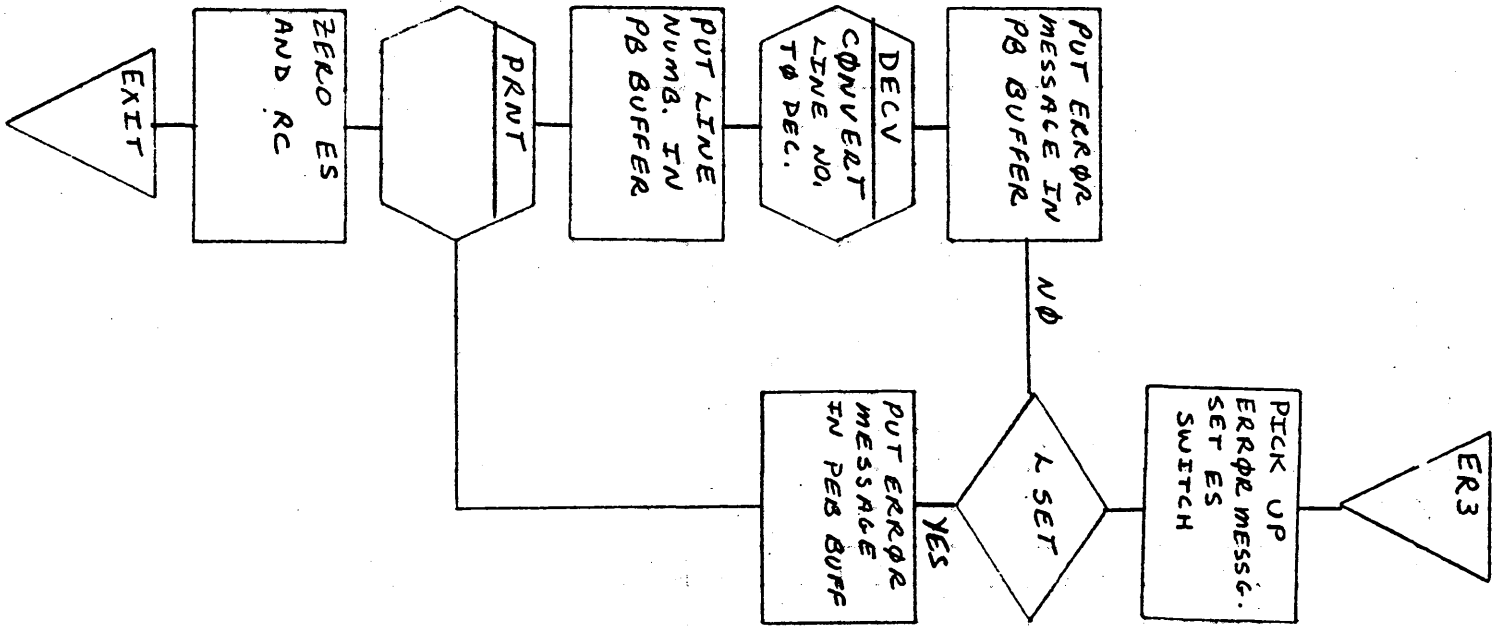 ER3
PICK UP
ERRØR MESSG.
SET ES
SWITCH
L SET
NØ
YES
PUT ERRØR
MESSAGE IN
PB BUFFER
DECV
CØNVERT
LINE NO.
TØ DEC.
PUT LINE
NUMB. IN
PB BUFFER
PUT ERRØR
MESSAGE
IN PEB BUFF
PRNT
ZERO ES
AND RC
EXIT